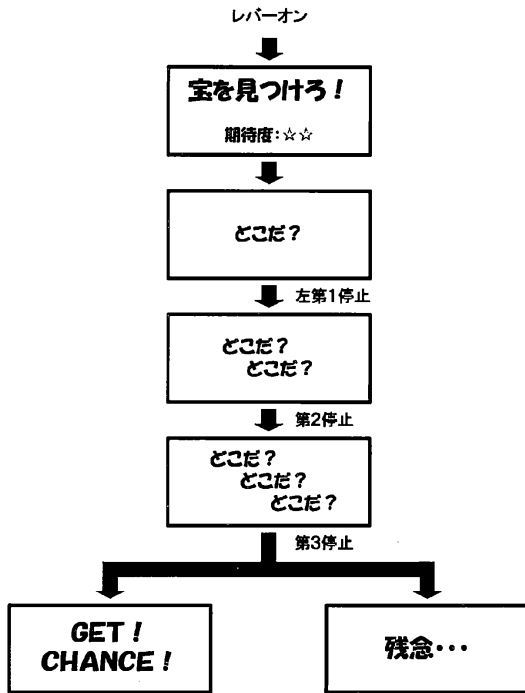 レバーオン
宝を見つけろ!
期待度:☆☆
どこだ?
左第1停止
どこだ?
どこだ?
第2停止
どこだ?
どこだ?
どこだ?
第3停止
GET!
CHANCE!
残念・・・